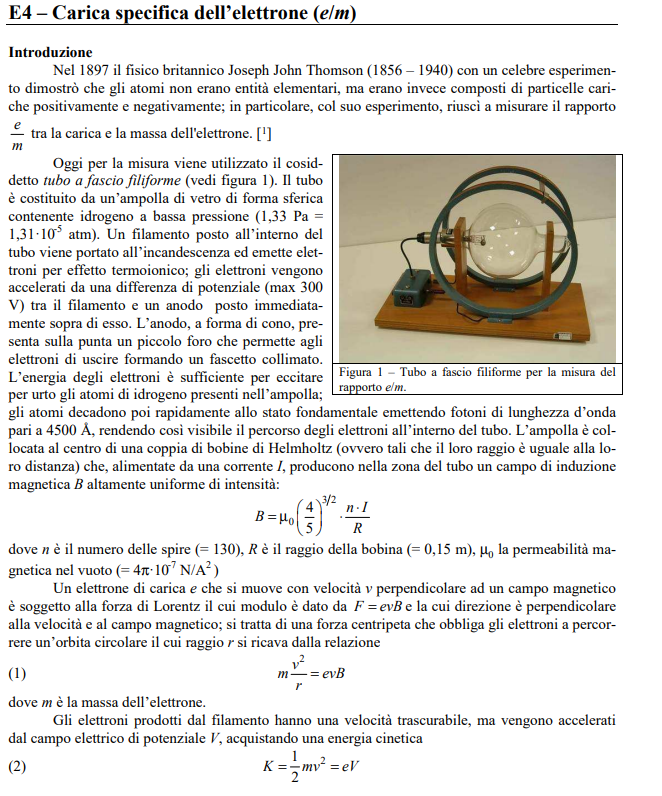 E4 – Carica specifica dell'elettrone (e/m)
Introduzione
Nel 1897 il fisico britannico Joseph John Thomson (1856 – 1940) con un celebre esperimen-
to dimostrò che gli atomi non erano entità elementari, ma erano invece composti di particelle cari-
che positivamente e negativamente; in particolare, col suo esperimento, riuscì a misurare il rapporto
e/m tra la carica e la massa dell'elettrone. [¹]
Oggi per la misura viene utilizzato il cosid-
detto tubo a fascio filiforme (vedi figura 1). Il tubo
è costituito da un'ampolla di vetro di forma sferica
contenente idrogeno a bassa pressione (1,33 Pa =
1,31·10⁻⁵ atm). Un filamento posto all'interno del
tubo viene portato all'incandescenza ed emette elet-
troni per effetto termoionico; gli elettroni vengono
accelerati da una differenza di potenziale (max 300
V) tra il filamento e un anodo posto immediata-
mente sopra di esso. L'anodo, a forma di cono, pre-
senta sulla punta un piccolo foro che permette agli
elettroni di uscire formando un fascetto collimato.
L'energia degli elettroni è sufficiente per eccitare
per urto gli atomi di idrogeno presenti nell'ampolla;
Figura 1 – Tubo a fascio filiforme per la misura del
rapporto e/m.
gli atomi decadono poi rapidamente allo stato fondamentale emettendo fotoni di lunghezza d'onda
pari a 4500 Å, rendendo così visibile il percorso degli elettroni all'interno del tubo. L'ampolla è col-
locata al centro di una coppia di bobine di Helmholtz (ovvero tali che il loro raggio è uguale alla lo-
ro distanza) che, alimentate da una corrente I, producono nella zona del tubo un campo di induzione
magnetica B altamente uniforme di intensità:
B = μ₀(4/5)^3/2 · n·I/R
dove n è il numero delle spire (= 130), R è il raggio della bobina (= 0,15 m), μ₀ la permeabilità ma-
gnetica nel vuoto (= 4π·10⁻⁷ N/A²)
Un elettrone di carica e che si muove con velocità v perpendicolare ad un campo magnetico
è soggetto alla forza di Lorentz il cui modulo è dato da F = evB e la cui direzione è perpendicolare
alla velocità e al campo magnetico; si tratta di una forza centripeta che obbliga gli elettroni a percor-
rere un'orbita circolare il cui raggio r si ricava dalla relazione
(1) m v²/r = evB
dove m è la massa dell'elettrone.
Gli elettroni prodotti dal filamento hanno una velocità trascurabile, ma vengono accelerati
dal campo elettrico di potenziale V, acquistando una energia cinetica
(2) K = 1/2 mv² = eV